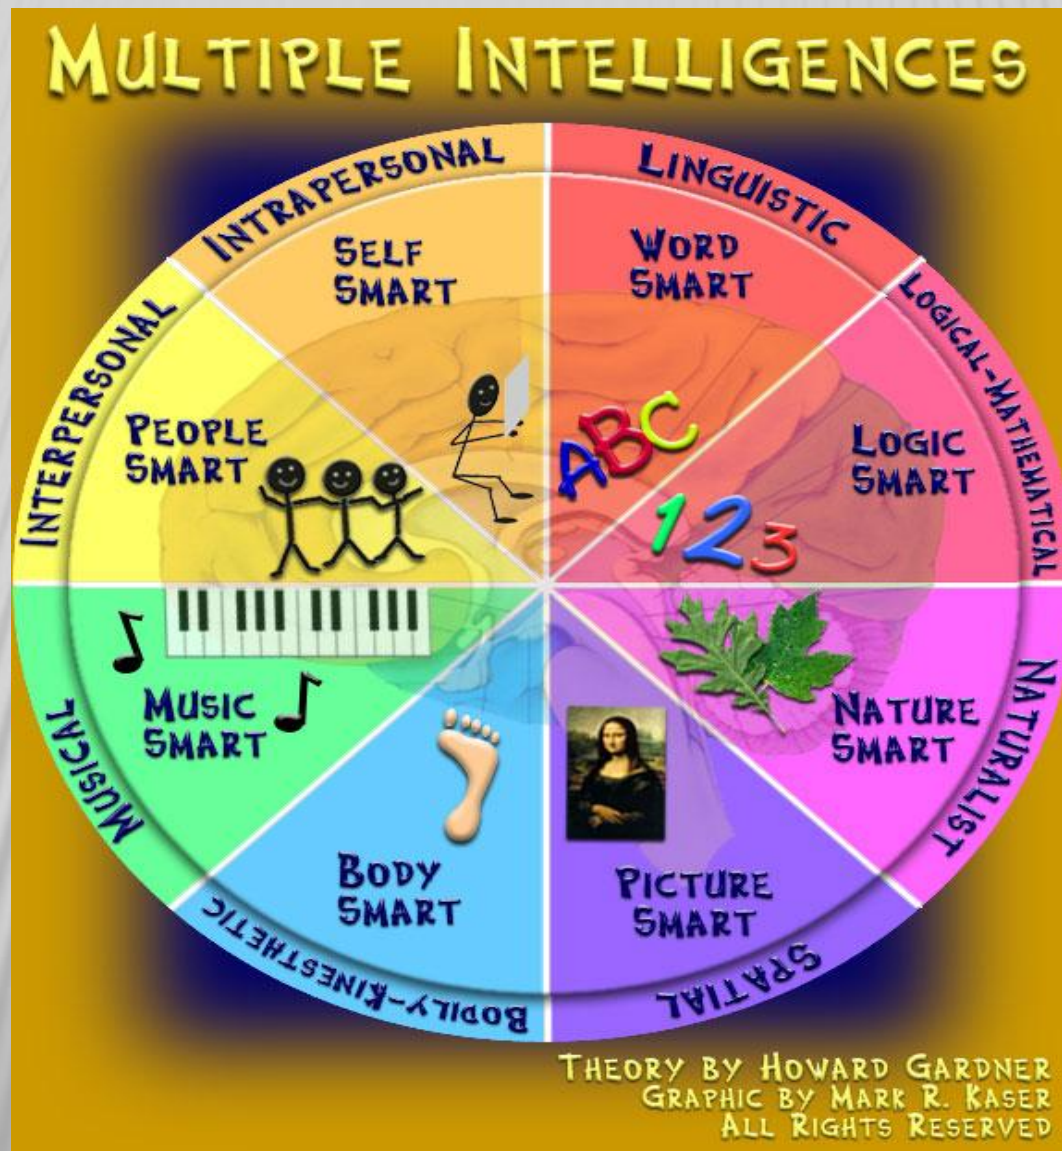 MULTIPLE INTELLIGENCES
INTRAPERSONAL
SELF
SMART
LINGUISTIC
WORD
SMART
LOGICAL-MATHEMATICAL
LOGIC
SMART
ABC
123
INTERPERSONAL
PEOPLE
SMART
MUSICAL
MUSIC
SMART
NATURALIST
NATURE
SMART
BODILY-KINESTHETIC
BODY
SMART
SPATIAL
PICTURE
SMART
THEORY BY HOWARD GARDNER
GRAPHIC BY MARK R. KASER
ALL RIGHTS RESERVED